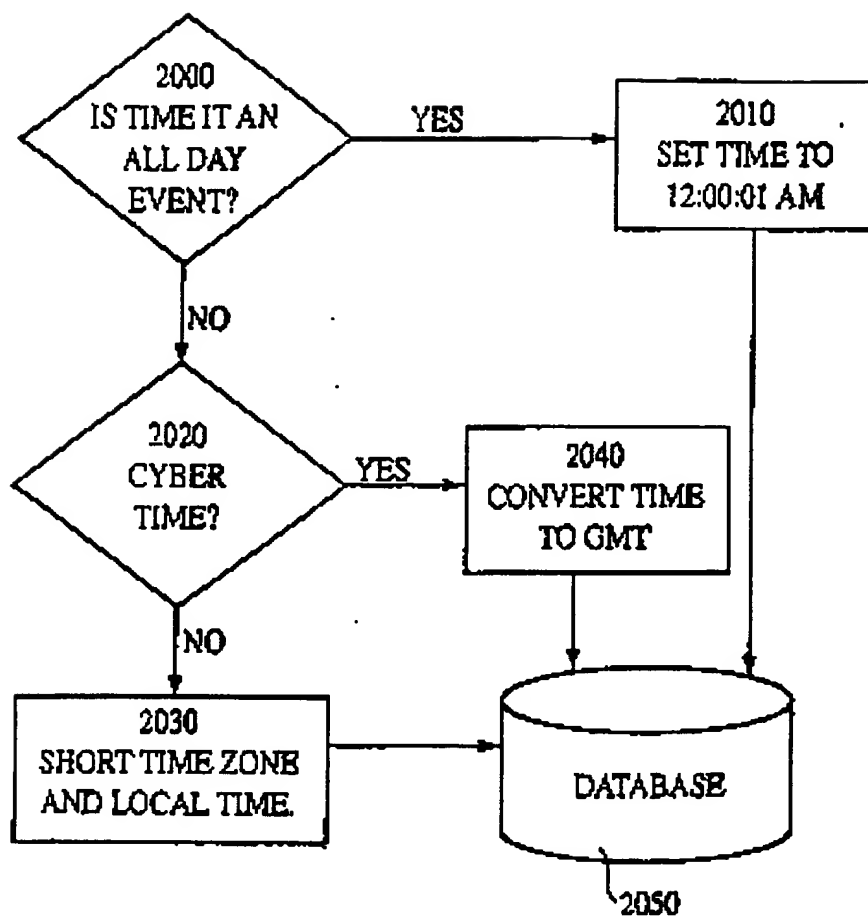 2000
IS TIME IT AN
ALL DAY
EVENT?
YES
2010
SET TIME TO
12:00:01 AM
NO
2020
CYBER
TIME?
YES
2040
CONVERT TIME
TO GMT
NO
2030
SHORT TIME ZONE
AND LOCAL TIME.
DATABASE
2050